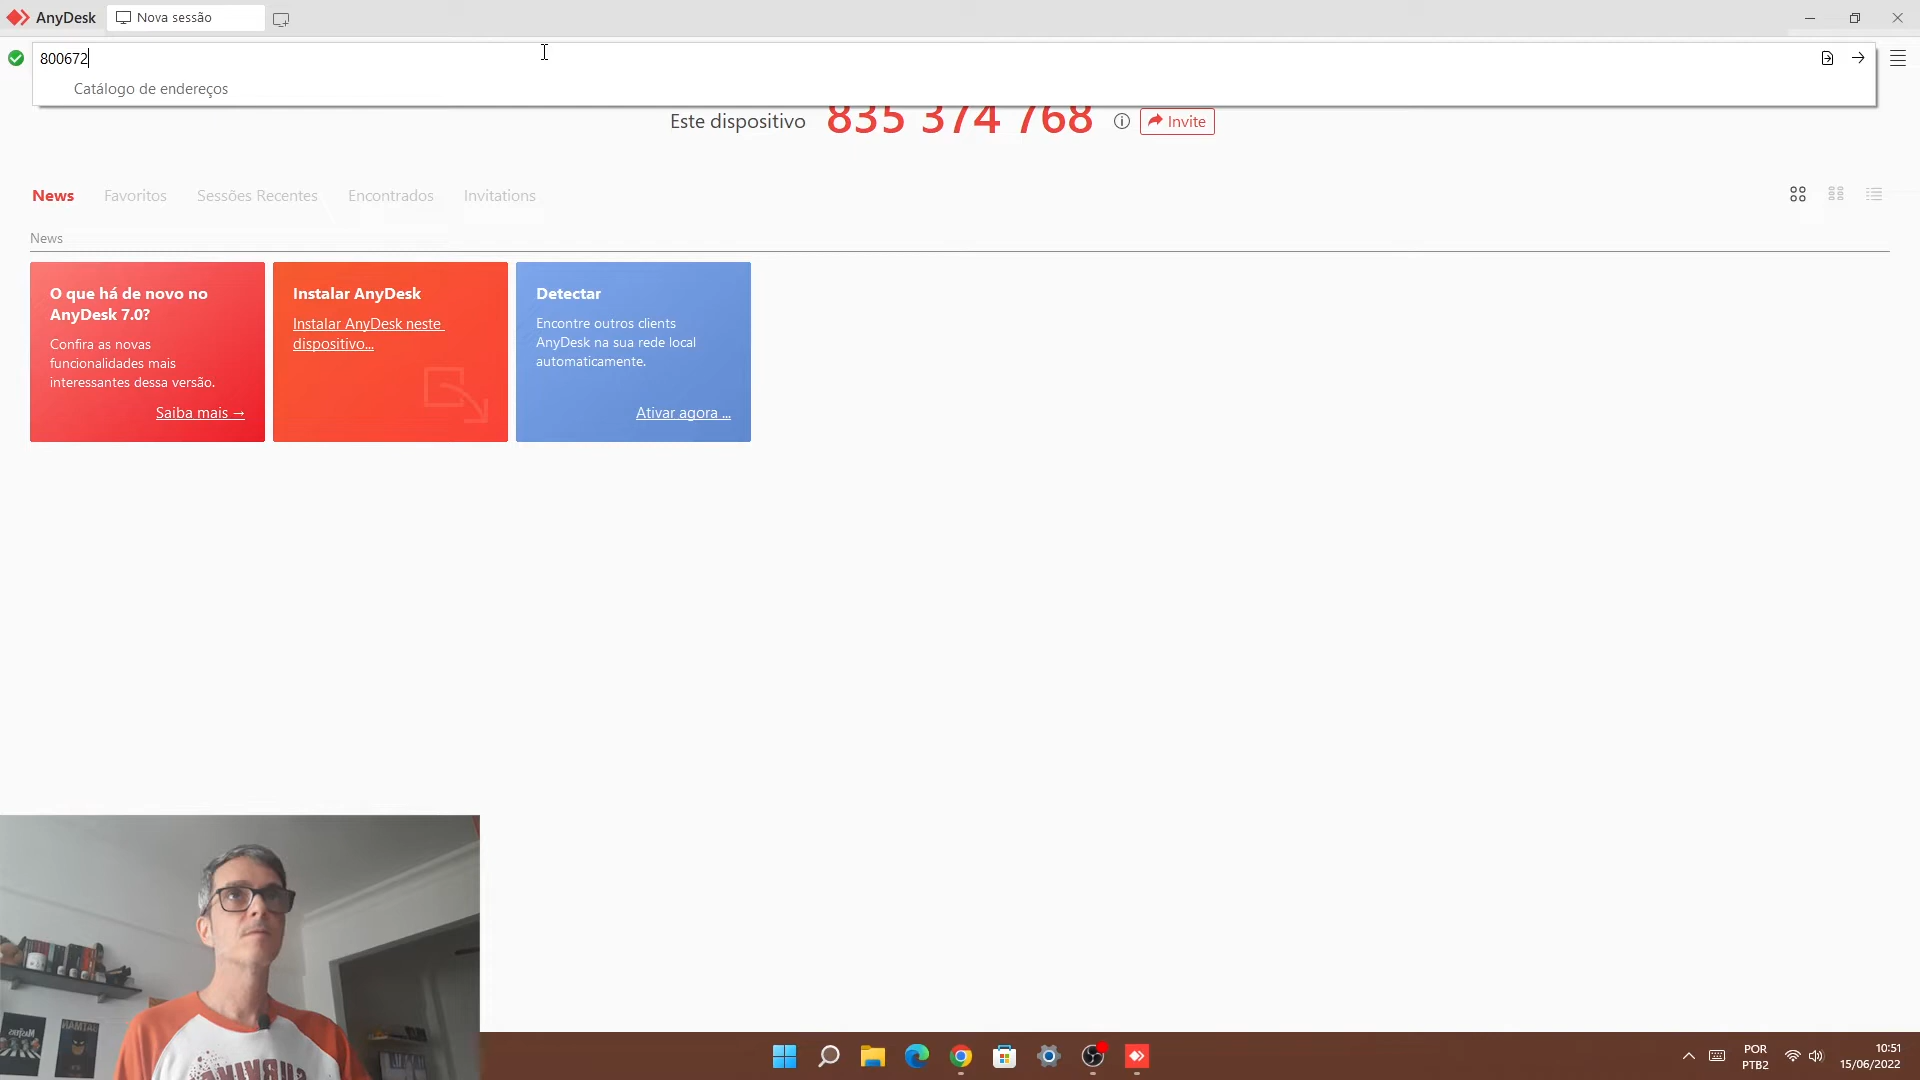 AnyDesk
Nova sessão
800672
Catálogo de endereços
Este dispositivo 835 374 768 Invite
News Favoritos Sessões Recentes Encontrados Invitations
News
O que há de novo no
AnyDesk 7.0?
Confira as novas
funcionalidades mais
interessantes dessa versão.
Saiba mais →
Instalar AnyDesk
Instalar AnyDesk neste
dispositivo...
Detectar
Encontre outros clients
AnyDesk na sua rede local
automaticamente.
Ativar agora ...
POR
PTB2
10:51
15/06/2022